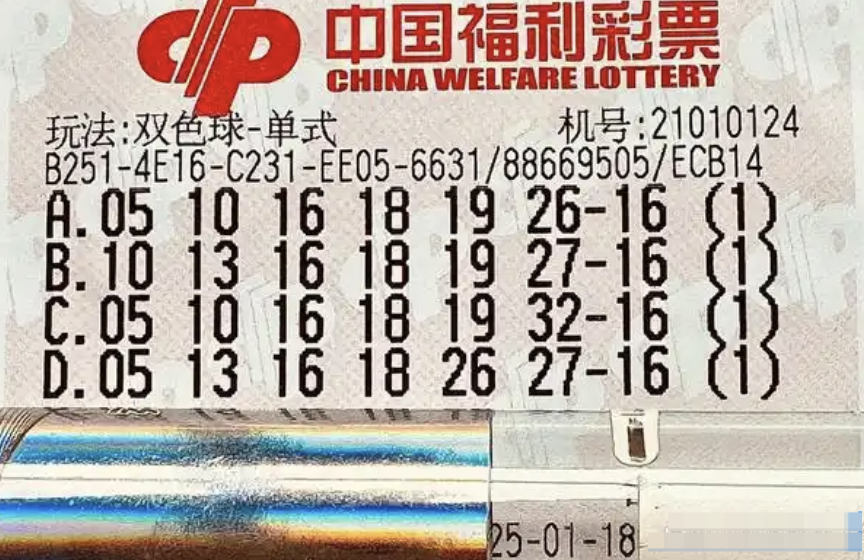 中国福利彩票
CHINA WELFARE LOTTERY
玩法:双色球-单式 机号:21010124
B251-4E16-C231-EE05-6631/88669505/ECB14
A.05 10 16 18 19 26-16 (1)
B.10 13 16 18 19 27-16 (1)
C.05 10 16 18 19 32-16 (1)
D.05 13 16 18 26 27-16 (1)
25-01-18